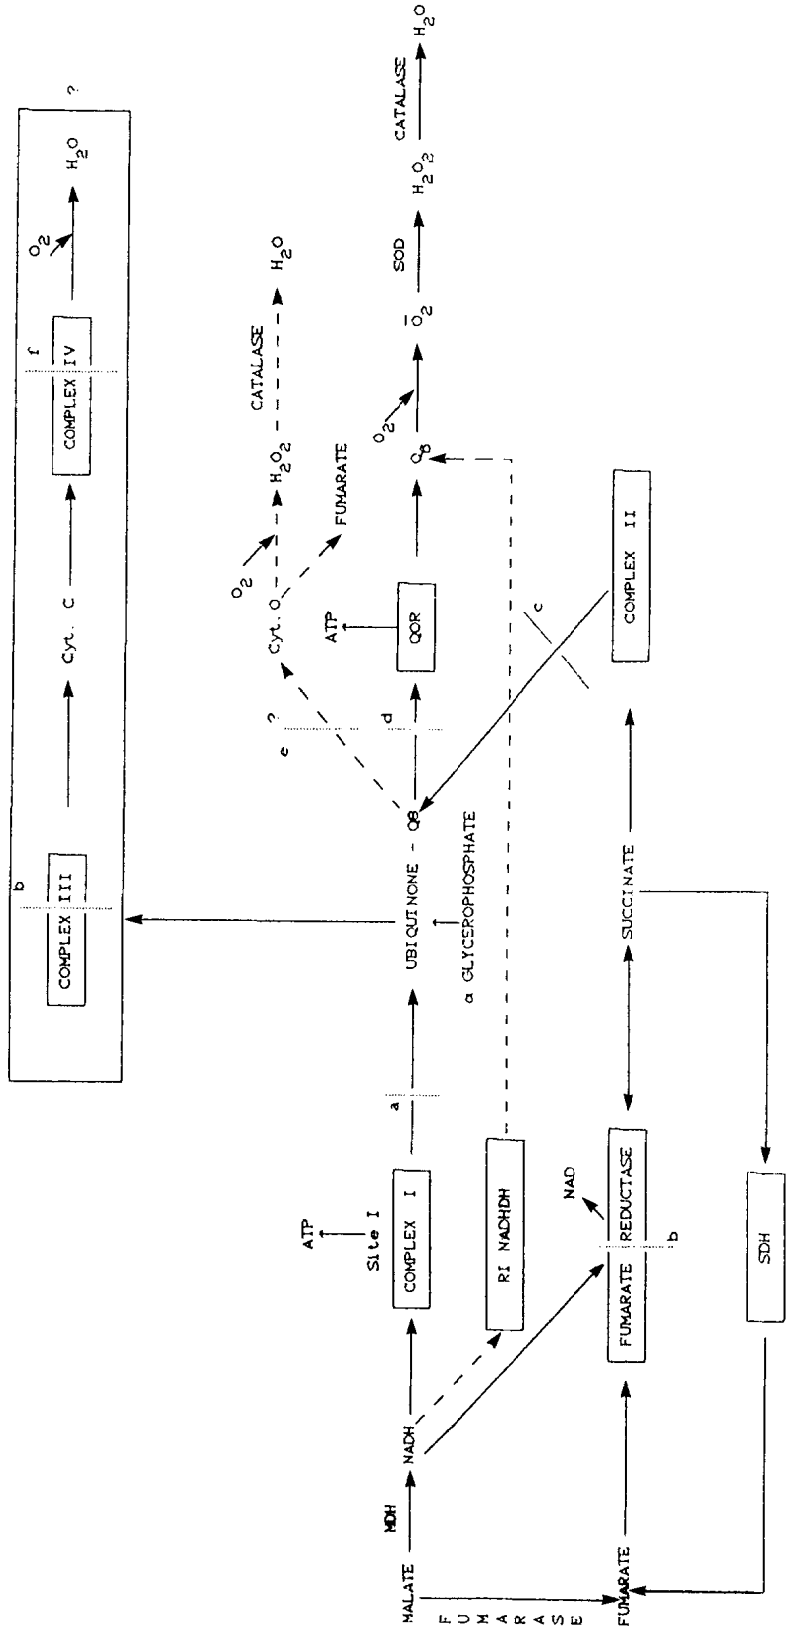 b
COMPLEX III
Cyt. C
f
COMPLEX IV
O2
H2O
?
CATALASE
e ?
Cyt. O
O2
H2O2
H2O
FUMARATE
ATP
Site I
ATP
MDH
a
d
SOD
CATALASE
MALATE
NADH
COMPLEX I
UBIQUINONE - Q8
QOR
Q8
O2
O̅2
H2O2
H2O
α GLYCEROPHOSPHATE
FUMARASE
RI NADHDH
c
NAD
FUMARATE
FUMARATE REDUCTASE
SUCCINATE
COMPLEX II
b
SDH